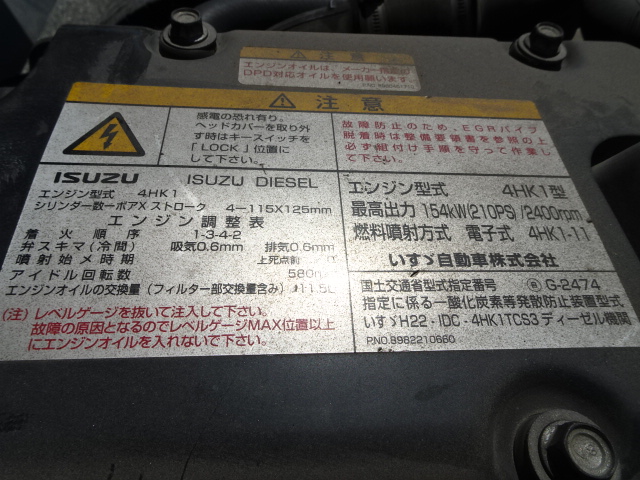 注意
エンジンオイルは、メーカー指定の
DPD対応オイルを使用願います。
注意
感電の恐れ有り。
ヘッドカバーを取り外
す時はキースイッチを
「LOCK」位置に
して下さい。
故障防止のため、EGRパイプ
脱着時は整備要領書を参照の上
必ず組付け手順を守って作業
して下さい。
ISUZU ISUZU DIESEL
エンジン型式 4HK1
シリンダー数ーボアXストローク 4-115X125mm
エンジン調整表
着火順序 1-3-4-2
弁スキマ(冷間) 吸気0.6mm 排気0.6mm
噴射始メ時期 上死点前
アイドル回転数 580
エンジンオイルの交換量(フィルター部交換量含み) 11.5L
(注)レベルゲージを抜いて注入して下さい。
故障の原因となるのでレベルゲージMAX位置以上
にエンジンオイルを入れないで下さい。
エンジン型式 4HK1型
最高出力 154kW(210PS)/2400rpm
燃料噴射方式 電子式 4HK1-11
いすゞ自動車株式会社
国土交通省型式指定番号 G-2474
指定に係る一酸化炭素等発散防止装置型式
いすゞH22-IDC-4HK1TCS3ディーゼル機関
P.NO.8982210660